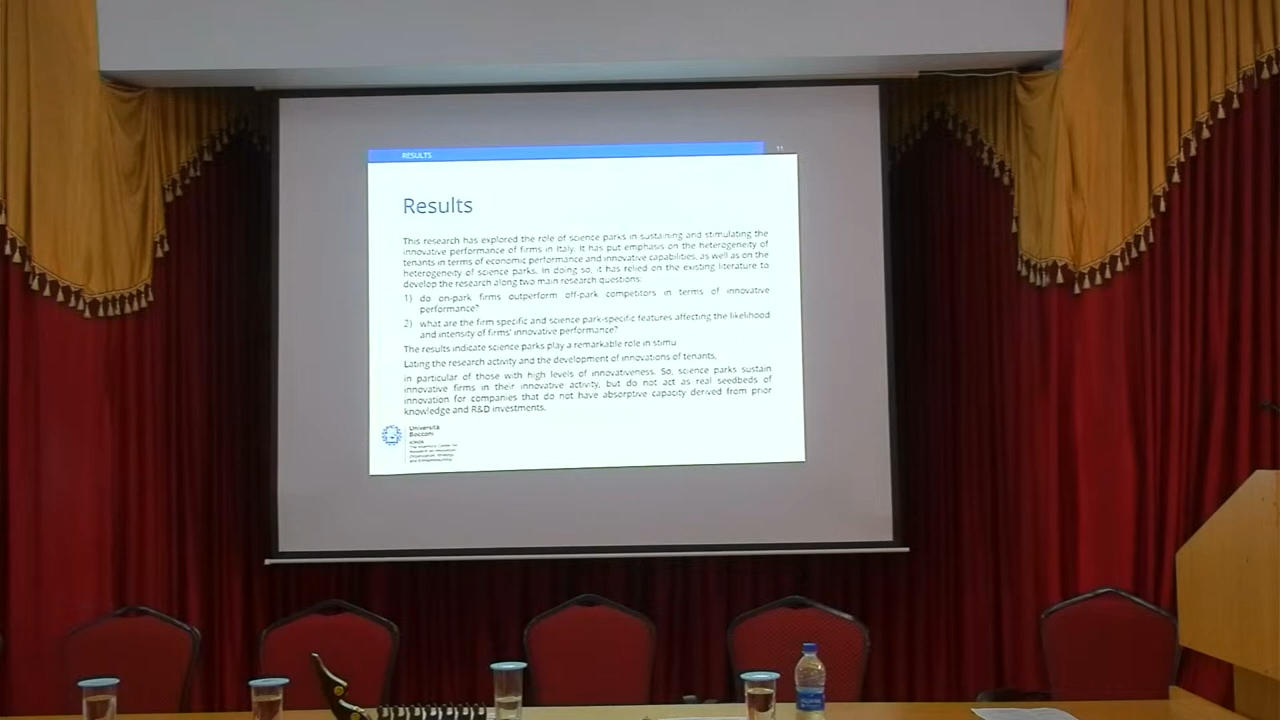 RESULTS
11
Results
This research has explored the role of science parks in sustaining and stimulating the
innovative performance of firms in Italy. It has put emphasis on the heterogeneity of
tenants in terms of economic performance and innovative capabilities, as well as on the
heterogeneity of science parks. In doing so, it has relied on the existing literature to
develop the research along two main research questions:
1) do on-park firms outperform off-park competitors in terms of innovative
performance?
2) what are the firm specific and science park-specific features affecting the likelihood
and intensity of firms' innovative performance?
The results indicate science parks play a remarkable role in stimu
Lating the research activity and the development of innovations of tenants,
in particular of those with high levels of innovativeness. So, science parks sustain
innovative firms in their innovative activity, but do not act as real seedbeds of
innovation for companies that do not have absorptive capacity derived from prior
knowledge and R&D investments.
Università
Bocconi